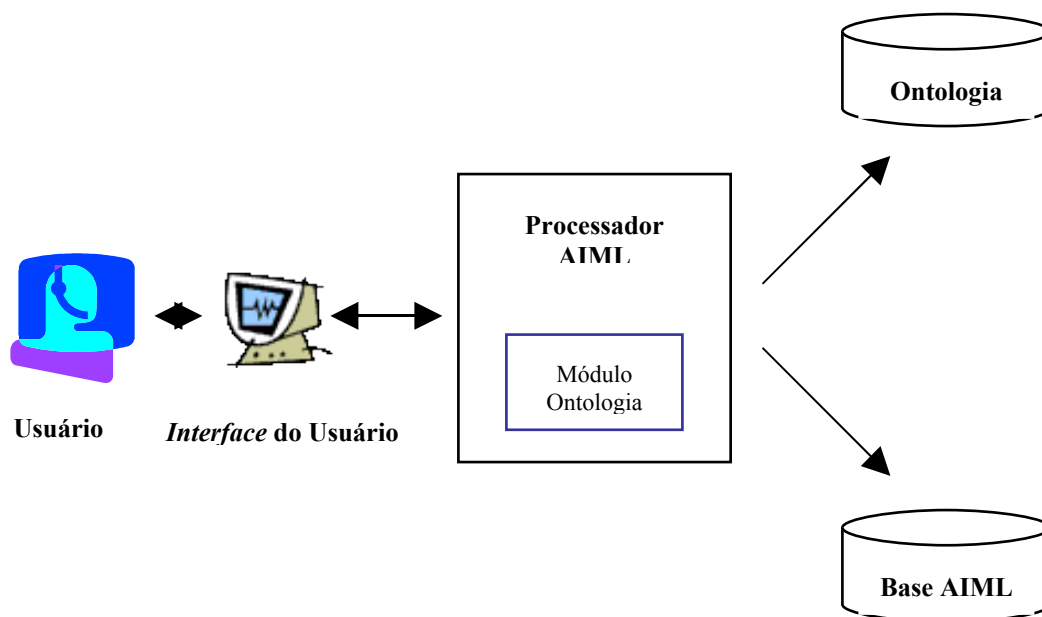 Ontologia
Processador
AIML
Módulo
Ontologia
Usuário
Interface do Usuário
Base AIML